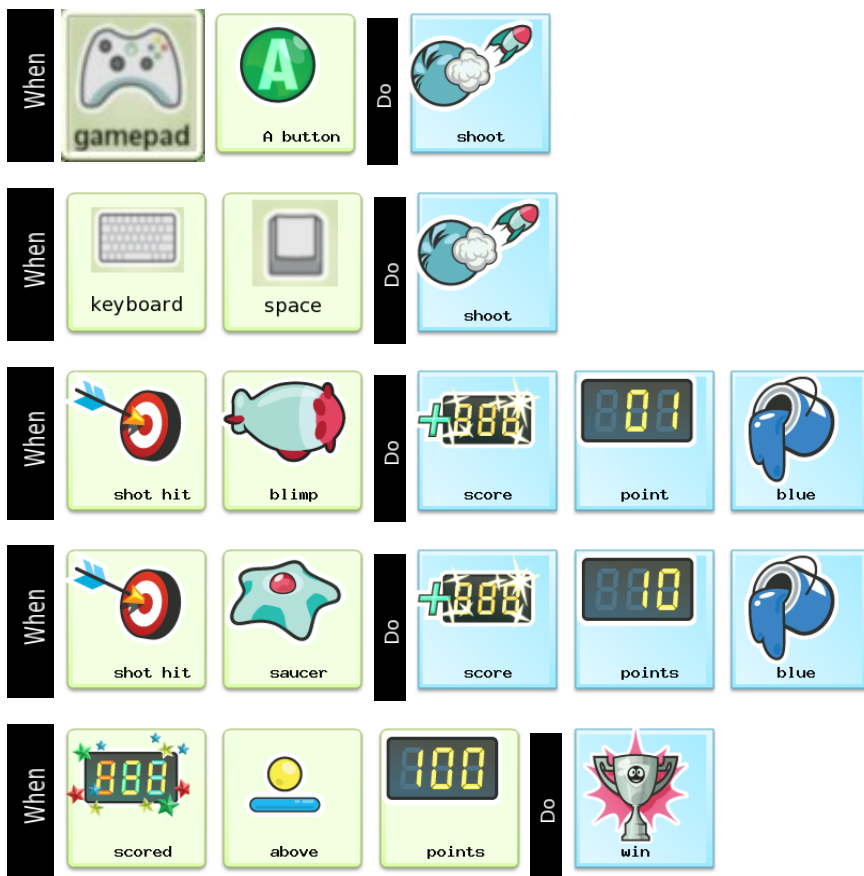 When gamepad A A button Do shoot
When keyboard space Do shoot
When shot hit blimp Do score 01 point blue
When shot hit saucer Do score 10 points blue
When scored above 100 points Do win